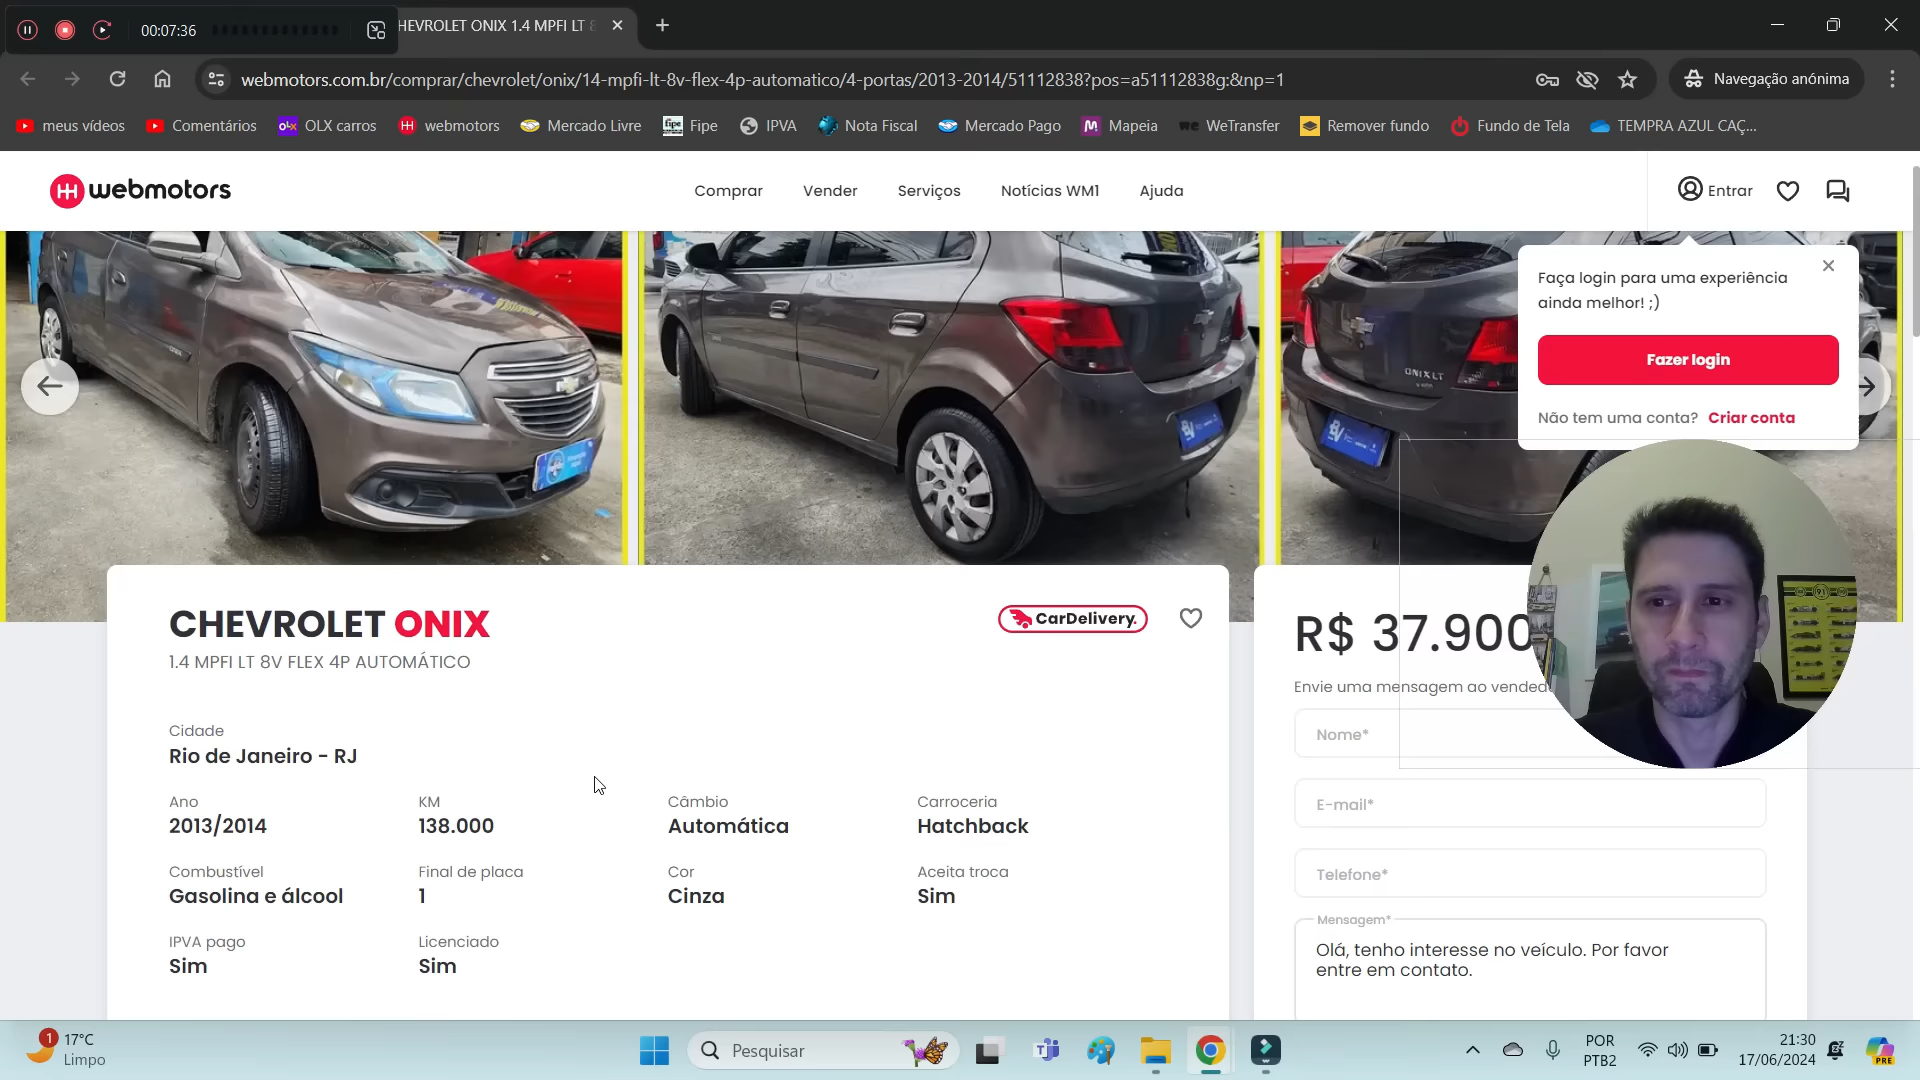 00:07:36
HEVROLET ONIX 1.4 MPFI LT 8
webmotors.com.br/comprar/chevrolet/onix/14-mpfi-lt-8v-flex-4p-automatico/4-portas/2013-2014/51112838?pos=a51112838g:&np=1
Navegação anónima
meus vídeos
Comentários
OLX carros
webmotors
Mercado Livre
Fipe
IPVA
Nota Fiscal
Mercado Pago
Mapeia
WeTransfer
Remover fundo
Fundo de Tela
TEMPRA AZUL CAÇ...
webmotors
Comprar
Vender
Serviços
Notícias WM1
Ajuda
Entrar
Faça login para uma experiência
ainda melhor! ;)
Fazer login
Não tem uma conta? Criar conta
ONIX LT
CHEVROLET ONIX
1.4 MPFI LT 8V FLEX 4P AUTOMÁTICO
CarDelivery.
Cidade
Rio de Janeiro - RJ
Ano
2013/2014
KM
138.000
Câmbio
Automática
Carroceria
Hatchback
Combustível
Gasolina e álcool
Final de placa
1
Cor
Cinza
Aceita troca
Sim
IPVA pago
Sim
Licenciado
Sim
R$ 37.900
Envie uma mensagem ao vended
Nome*
E-mail*
Telefone*
Mensagem*
Olá, tenho interesse no veículo. Por favor
entre em contato.
1
17°C
Limpo
Pesquisar
POR
PTB2
21:30
17/06/2024
PRE